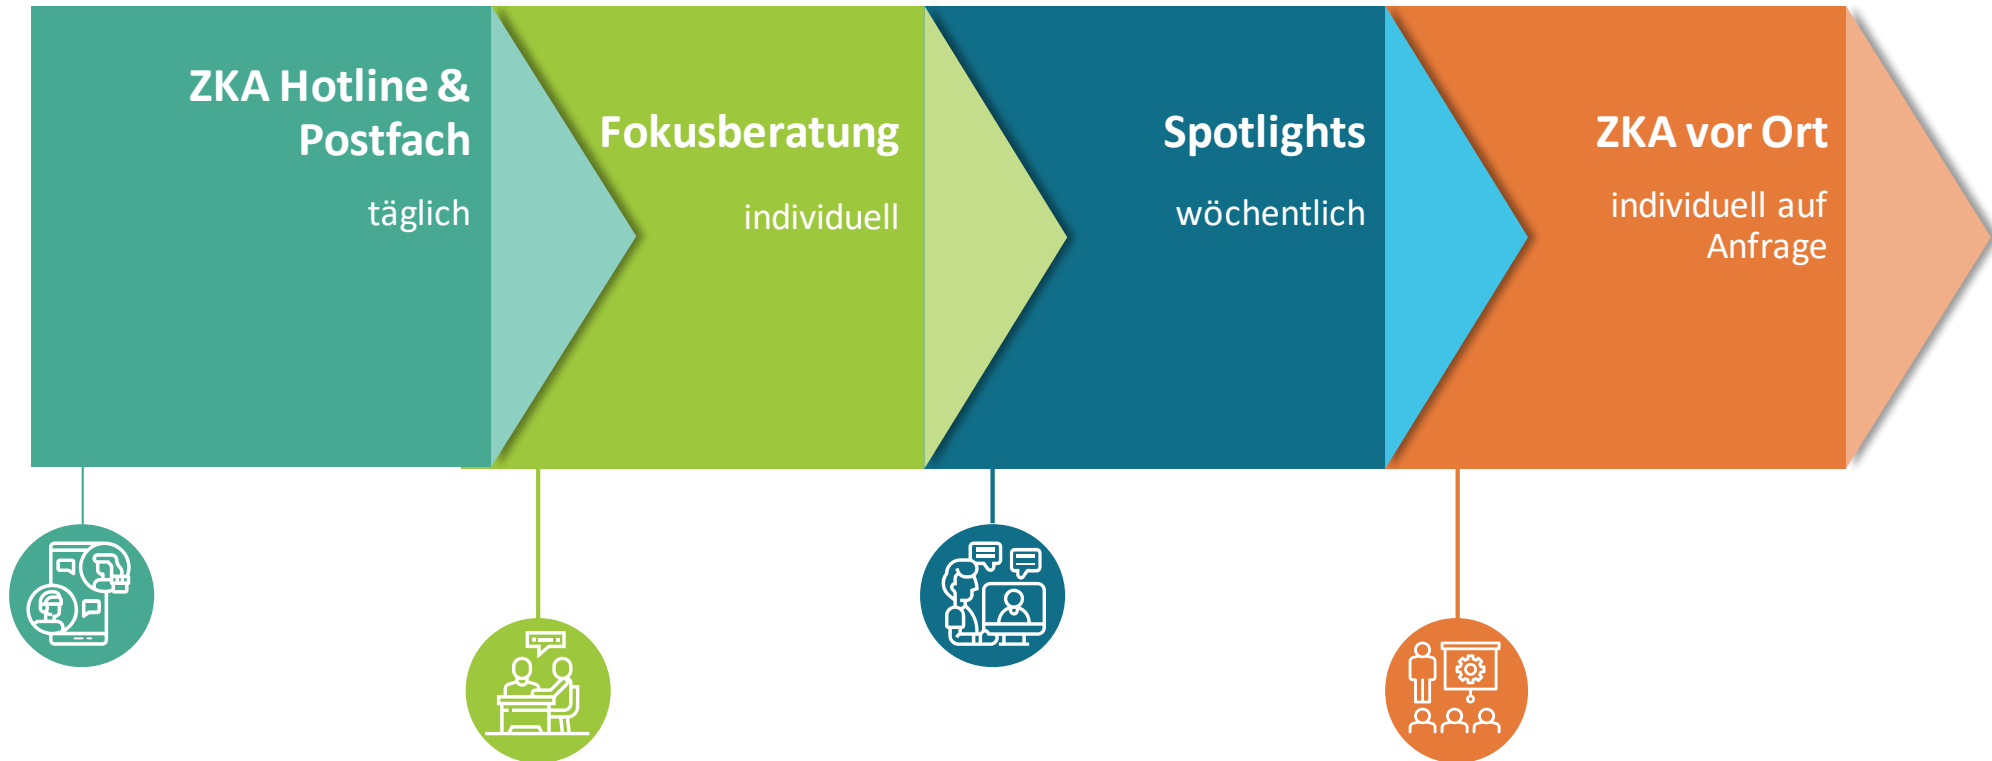 ZKA Hotline &
Postfach
täglich
Fokusberatung
individuell
Spotlights
wöchentlich
ZKA vor Ort
individuell auf
Anfrage